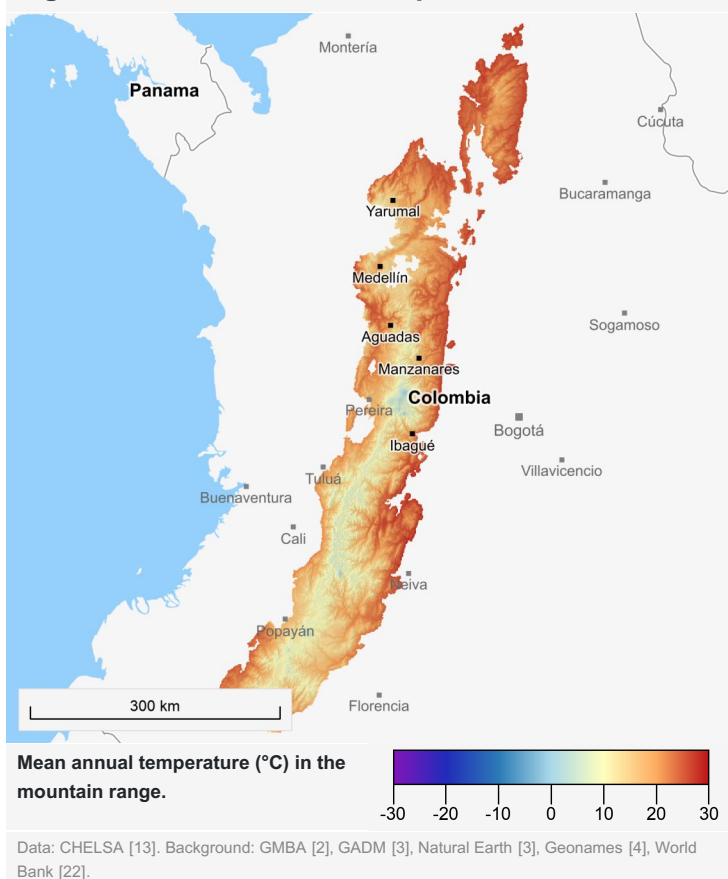 Montería
Panama
Cúcuta
Bucaramanga
Yarumal
Medellín
Sogamoso
Aguadas
Manzanares
Colombia
Pereira
Bogotá
Ibagué
Villavicencio
Tuluá
Buenaventura
Cali
Neiva
Popayán
300 km
Florencia
Mean annual temperature (°C) in the
mountain range.
-30 -20 -10 0 10 20 30
Data: CHELSA [13]. Background: GMBA [2], GADM [3], Natural Earth [3], Geonames [4], World
Bank [22].